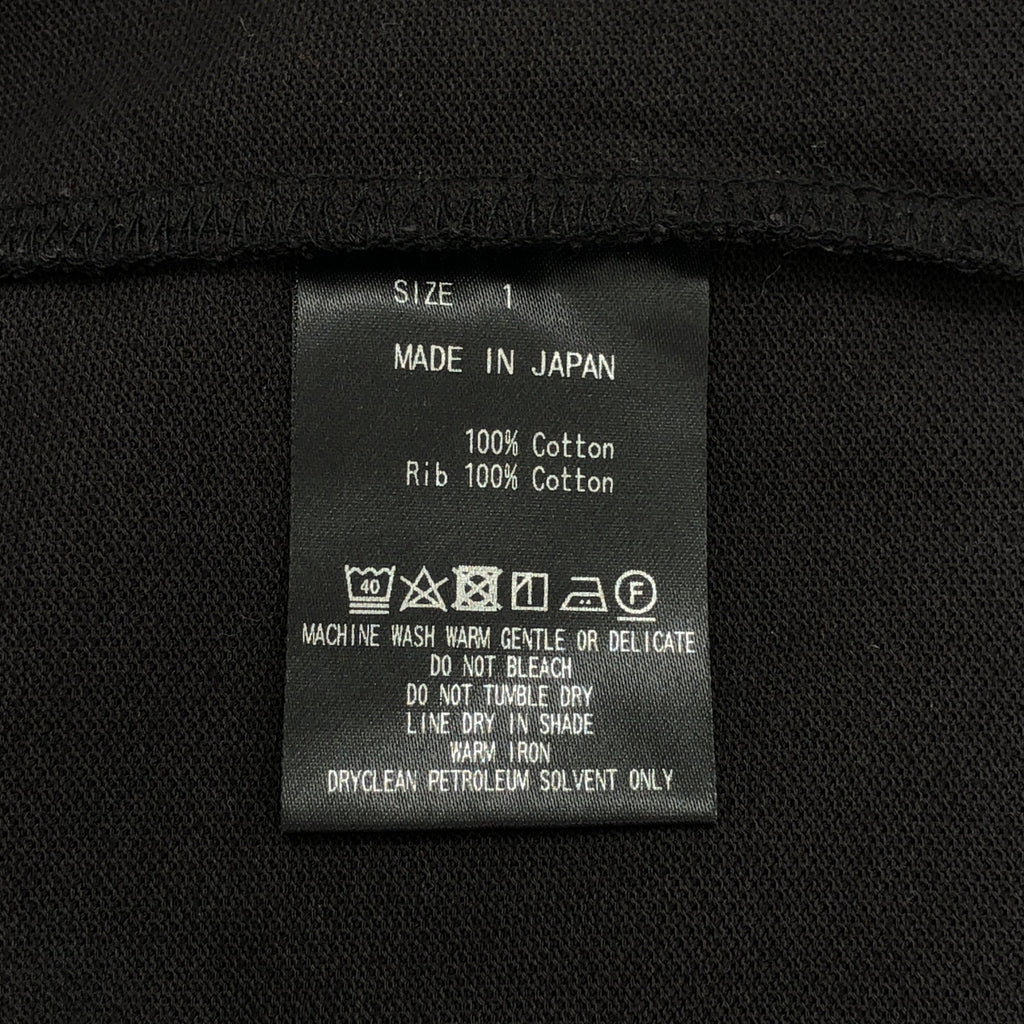 SIZE 1
MADE IN JAPAN
100% Cotton
Rib 100% Cotton
40 F
MACHINE WASH WARM GENTLE OR DELICATE
DO NOT BLEACH
DO NOT TUMBLE DRY
LINE DRY IN SHADE
WARM IRON
DRYCLEAN PETROLEUM SOLVENT ONLY